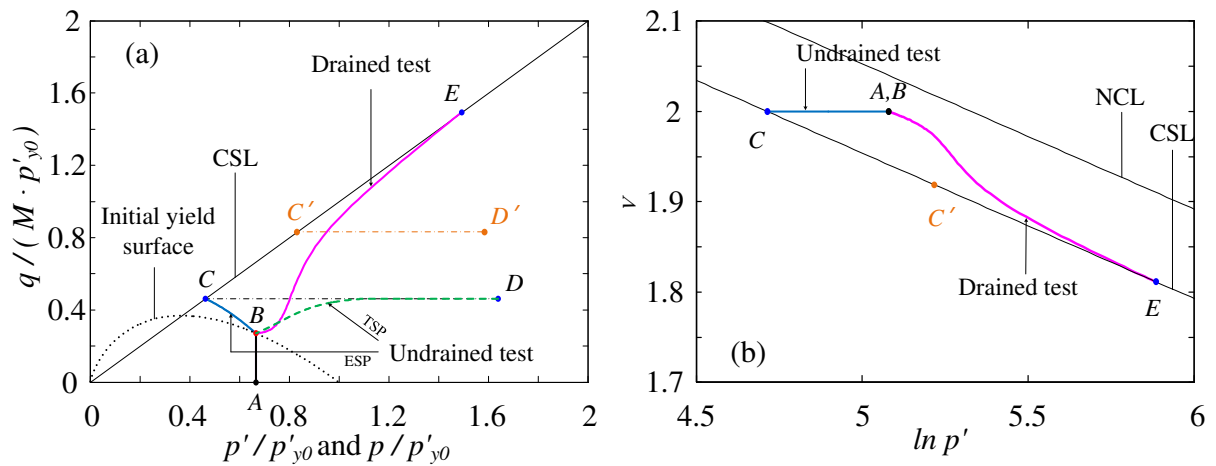 (a)
2
1.6
1.2
0.8
0.4
0
q / ( M · p'y0)
Drained test
E
CSL
C′
D′
Initial yield
surface
C
D
B
TSP
ESP
Undrained test
A
0
0.4
0.8
1.2
1.6
2
p′/ p'y0 and p / p'y0
2.1
2
1.9
1.8
1.7
v
Undrained test
A,B
NCL
CSL
C
C′
Drained test
E
(b)
4.5
5
5.5
6
ln p′